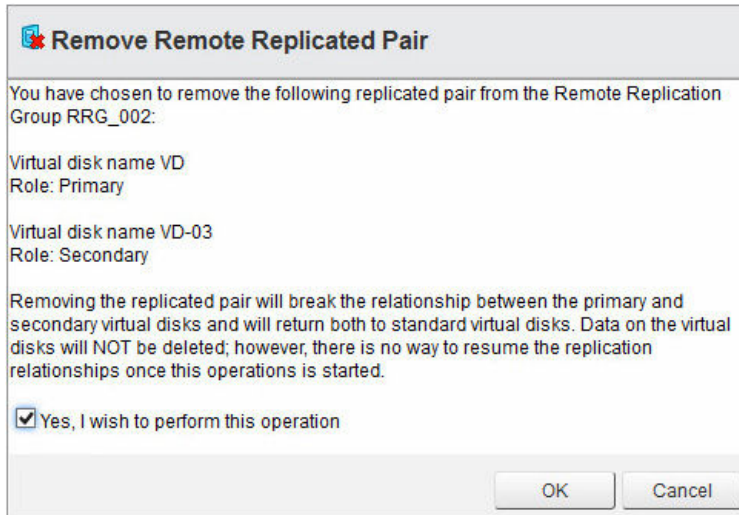 Remove Remote Replicated Pair
You have chosen to remove the following replicated pair from the Remote Replication
Group RRG_002:
Virtual disk name VD
Role: Primary
Virtual disk name VD-03
Role: Secondary
Removing the replicated pair will break the relationship between the primary and
secondary virtual disks and will return both to standard virtual disks. Data on the virtual
disks will NOT be deleted; however, there is no way to resume the replication
relationships once this operations is started.
Yes, I wish to perform this operation
OK
Cancel